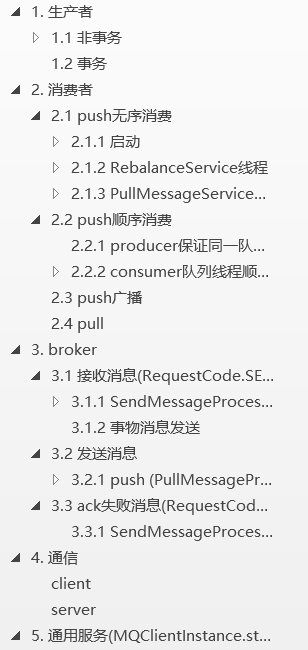 1. 生产者
1.1 非事务
1.2 事务
2. 消费者
2.1 push无序消费
2.1.1 启动
2.1.2 RebalanceService线程
2.1.3 PullMessageService...
2.2 push顺序消费
2.2.1 producer保证同一队...
2.2.2 consumer队列线程顺...
2.3 push广播
2.4 pull
3. broker
3.1 接收消息(RequestCode.SE...
3.1.1 SendMessageProces...
3.1.2 事物消息发送
3.2 发送消息
3.2.1 push (PullMessagePr...
3.3 ack失败消息(RequestCod...
3.3.1 SendMessageProces...
4. 通信
client
server
5. 通用服务(MQClientInstance.st...